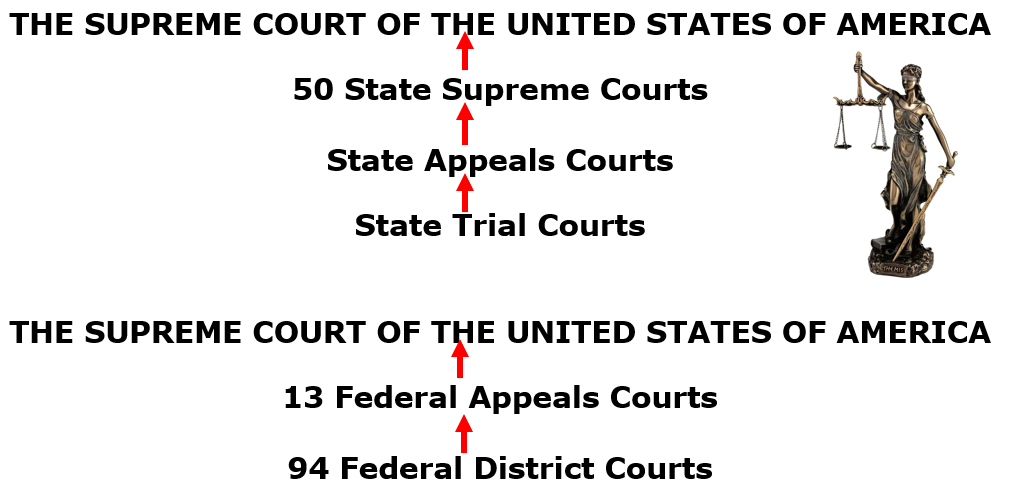 THE SUPREME COURT OF THE UNITED STATES OF AMERICA
50 State Supreme Courts
State Appeals Courts
State Trial Courts
THEMIS
THE SUPREME COURT OF THE UNITED STATES OF AMERICA
13 Federal Appeals Courts
94 Federal District Courts